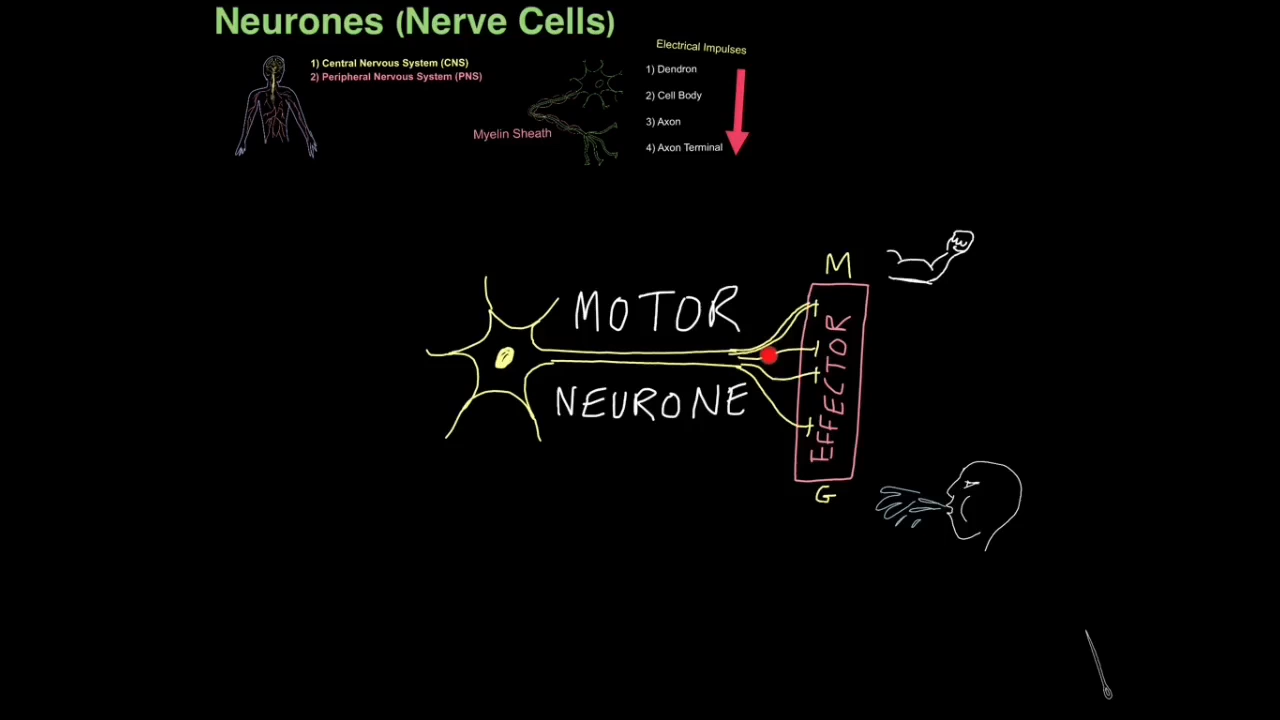 Neurones (Nerve Cells)
1) Central Nervous System (CNS)
2) Peripheral Nervous System (PNS)
Myelin Sheath
Electrical Impulses
1) Dendron
2) Cell Body
3) Axon
4) Axon Terminal
MOTOR
NEURONE
M
EFFECTOR
G